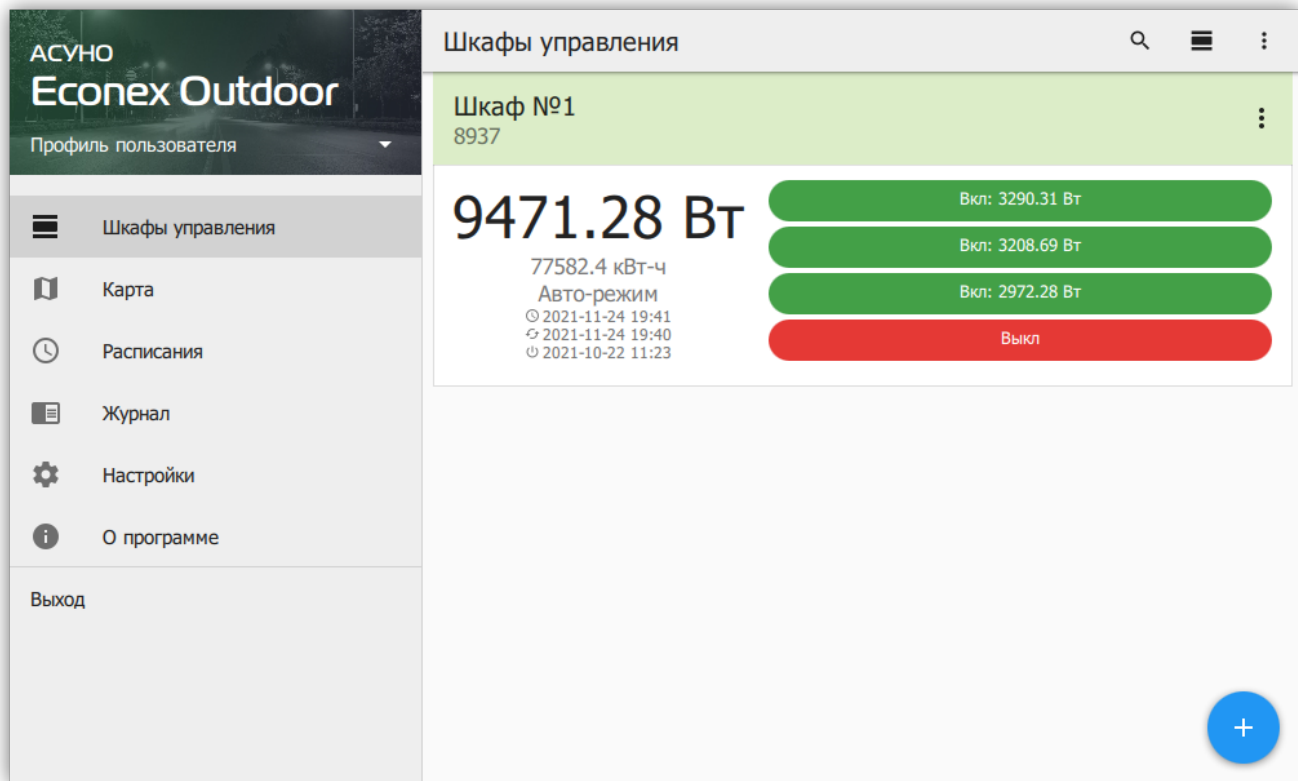 АСУНО
Econex Outdoor
Профиль пользователя
Шкафы управления
Карта
Расписания
Журнал
Настройки
О программе
Выход
Шкафы управления
Шкаф №1
8937
9471.28 Вт
77582.4 кВт-ч
Авто-режим
2021-11-24 19:41
2021-11-24 19:40
2021-10-22 11:23
Вкл: 3290.31 Вт
Вкл: 3208.69 Вт
Вкл: 2972.28 Вт
Выкл